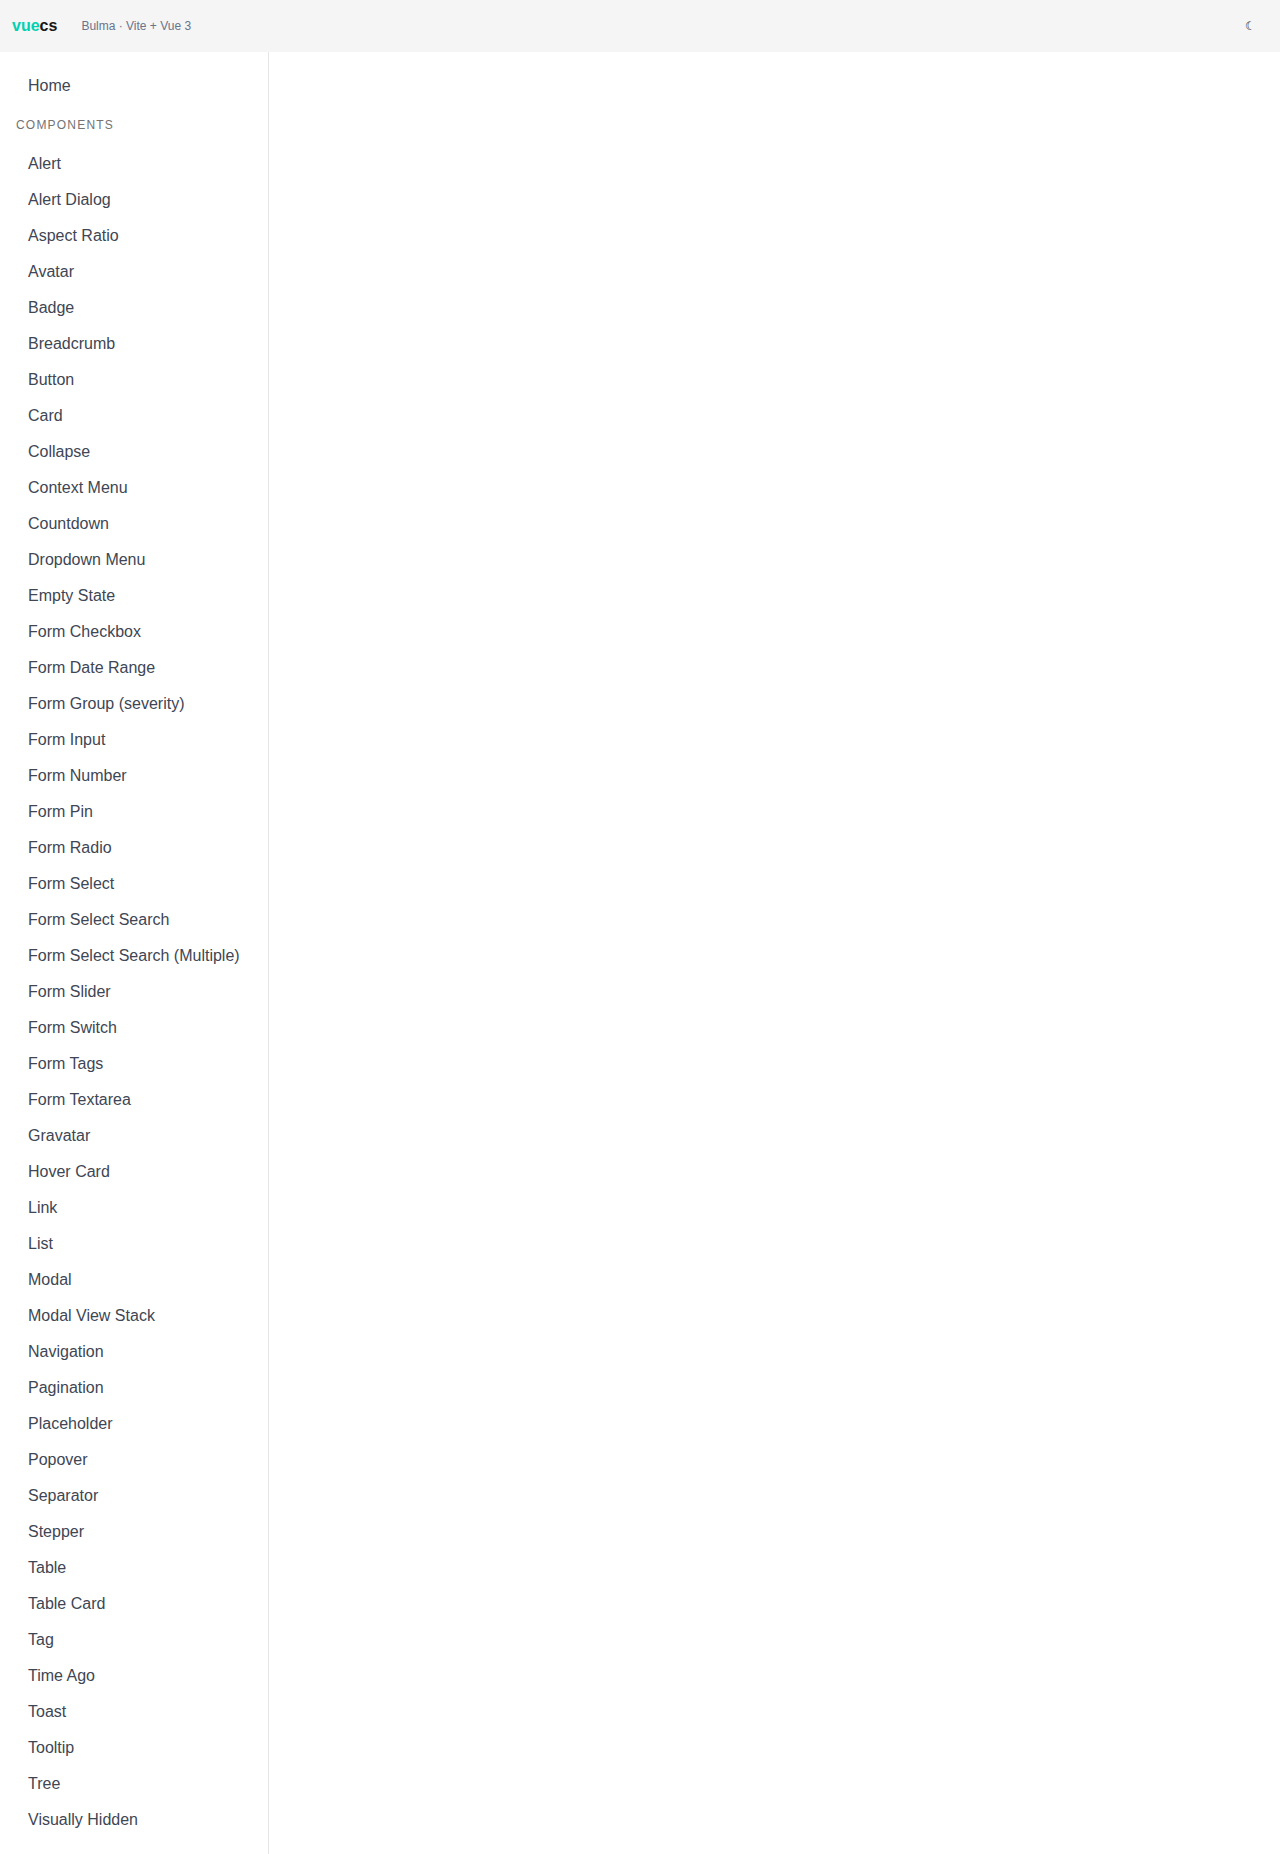 vuecs Bulma · Vite + Vue 3 ☾
Home
COMPONENTS
Alert
Alert Dialog
Aspect Ratio
Avatar
Badge
Breadcrumb
Button
Card
Collapse
Context Menu
Countdown
Dropdown Menu
Empty State
Form Checkbox
Form Date Range
Form Group (severity)
Form Input
Form Number
Form Pin
Form Radio
Form Select
Form Select Search
Form Select Search (Multiple)
Form Slider
Form Switch
Form Tags
Form Textarea
Gravatar
Hover Card
Link
List
Modal
Modal View Stack
Navigation
Pagination
Placeholder
Popover
Separator
Stepper
Table
Table Card
Tag
Time Ago
Toast
Tooltip
Tree
Visually Hidden